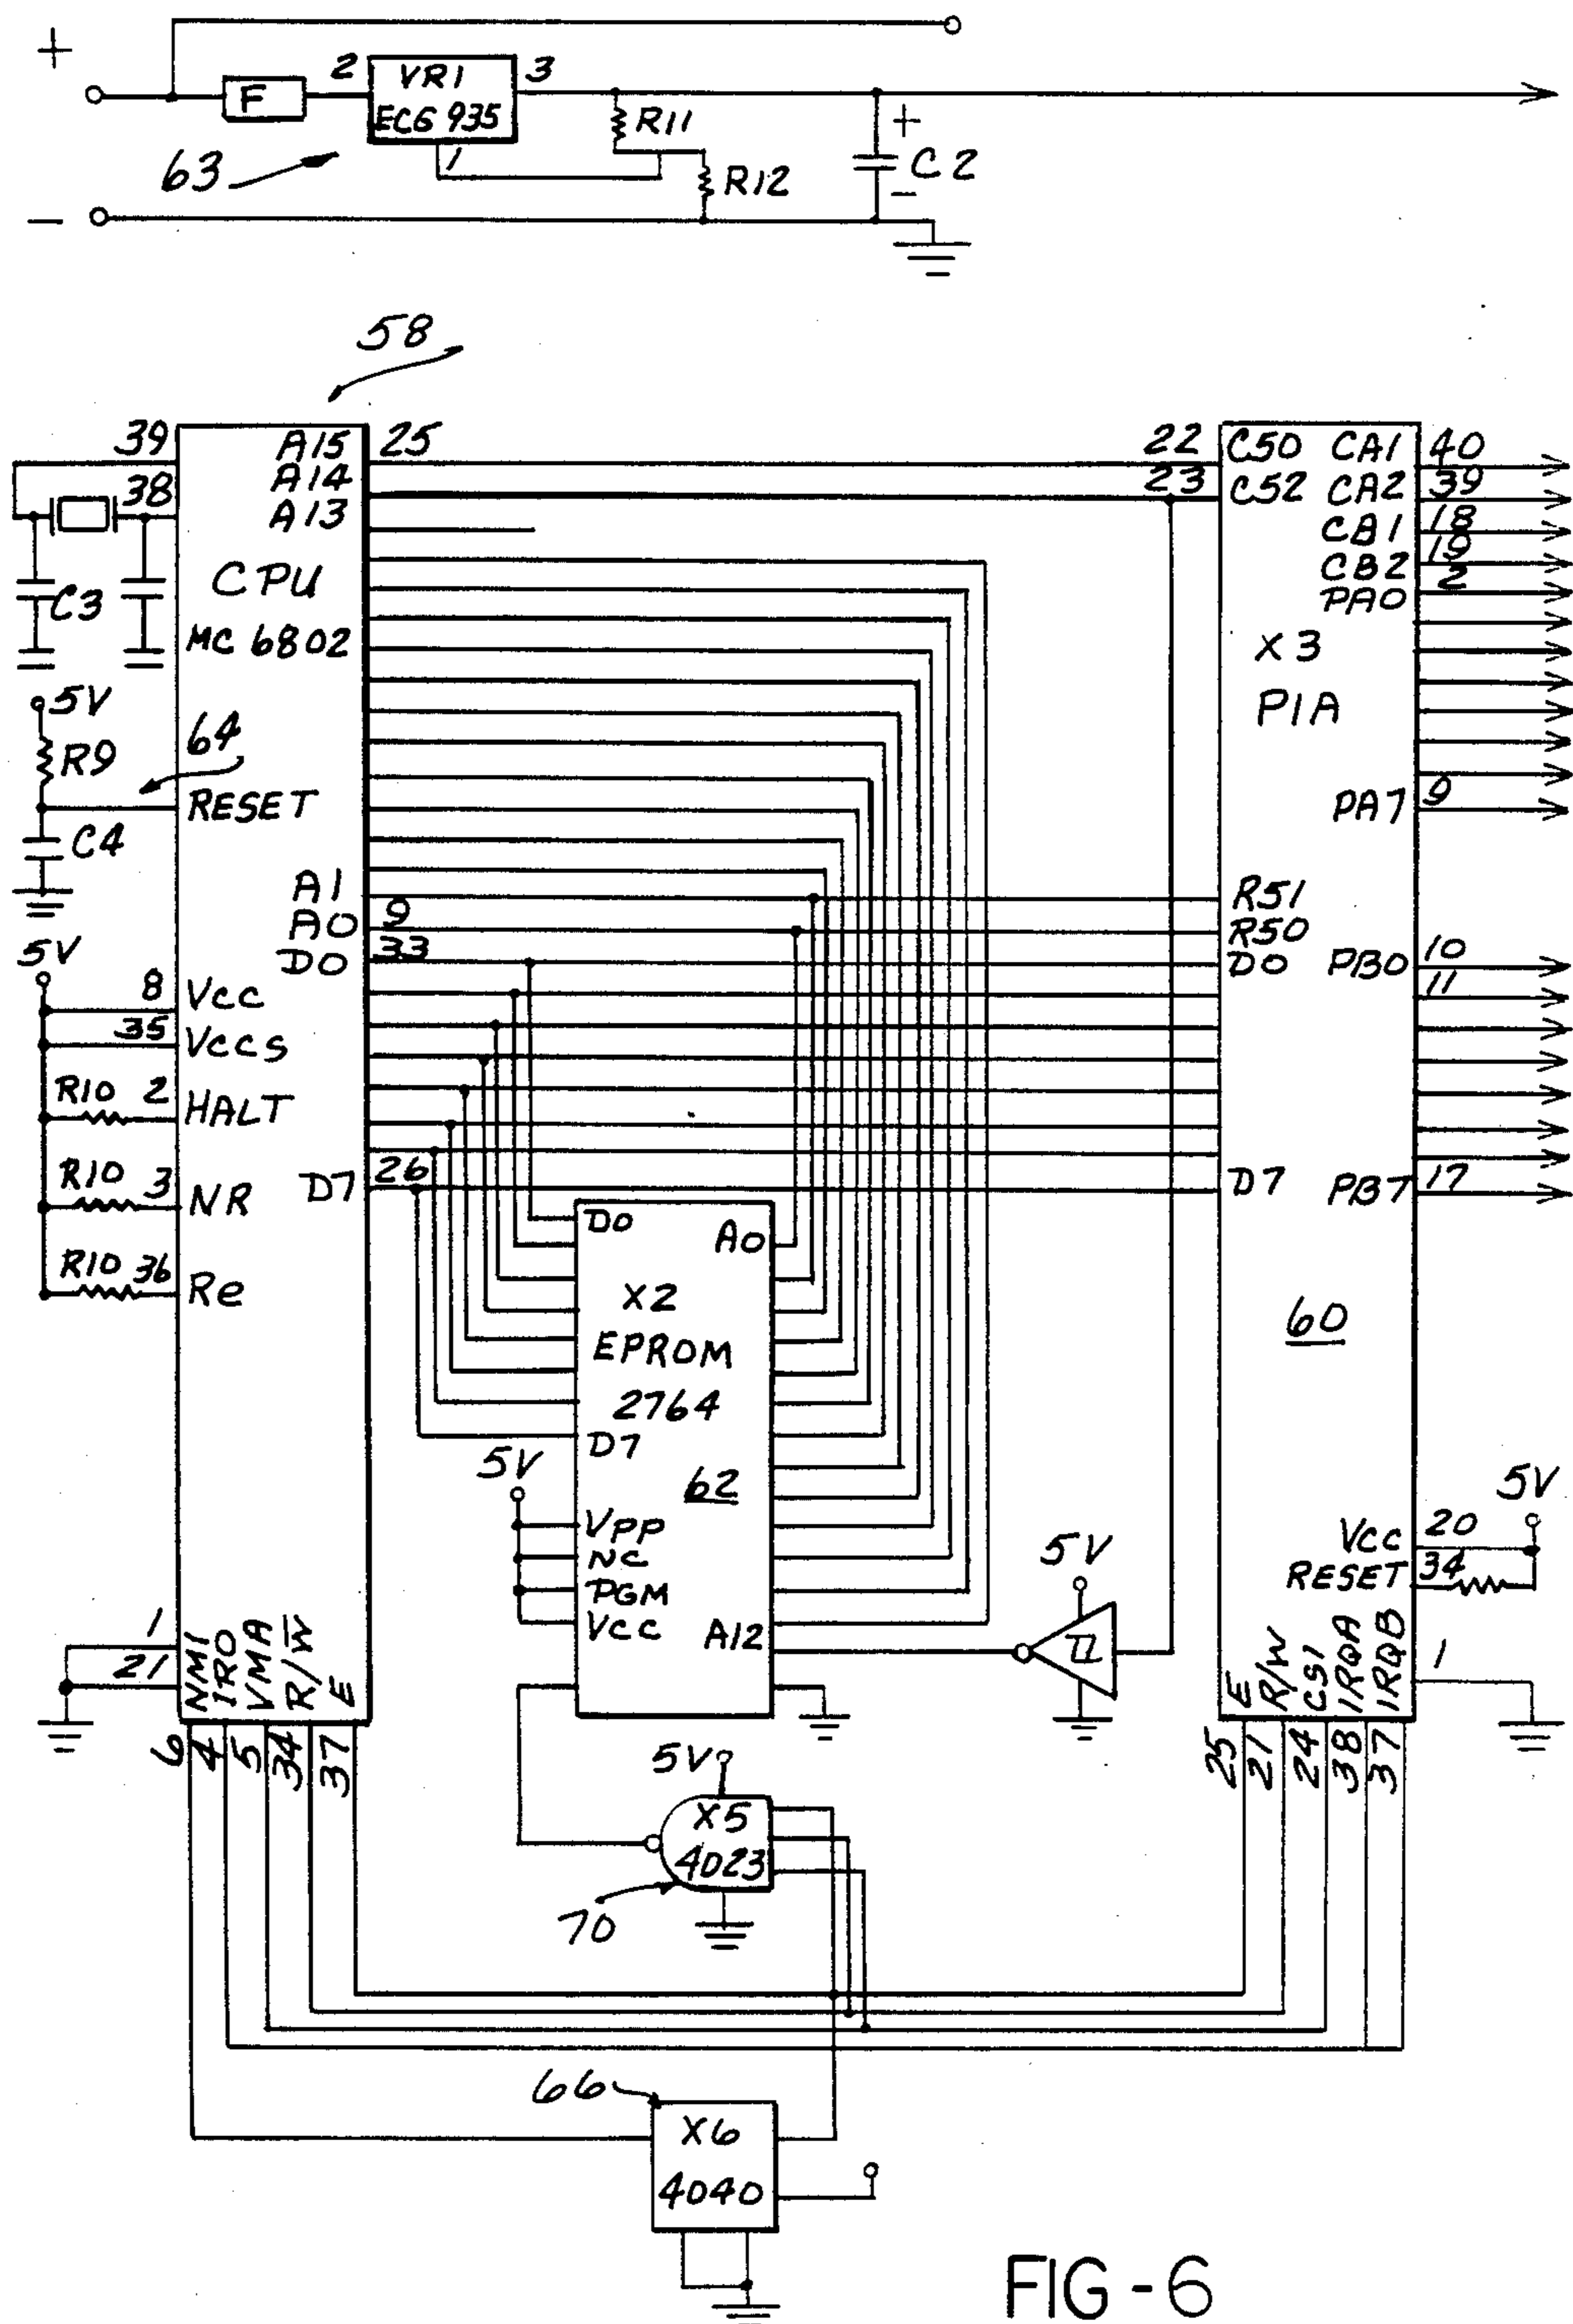 +
F
2
VR1
ECG 935
3
1
63
R11
R12
+
C2
-
-
58
39
38
A15
A14
A13
25
CPU
MC 6802
C3
5V
R9
64
RESET
C4
A1
A0
9
D0
33
5V
8
Vcc
35
Vccs
R10
2
HALT
R10
3
NR
R10
36
Re
D7
26
1
21
NMI
IRO
VMA
R/W̅
E
6
4
5
34
37
D0
A0
X2
EPROM
2764
D7
62
5V
VPP
NC
PGM
VCC
A12
5V
22
23
CS0
CS2
CA1
40
CA2
39
CB1
18
CB2
19
PA0
2
X3
PIA
PA7
9
RS1
RS0
D0
PB0
10
11
D7
PB7
17
60
5V
Vcc
20
RESET
34
1
E
R/W
CS1
IRQA
IRQB
25
21
24
38
37
5V
X5
4023
70
66
X6
4040
FIG-6